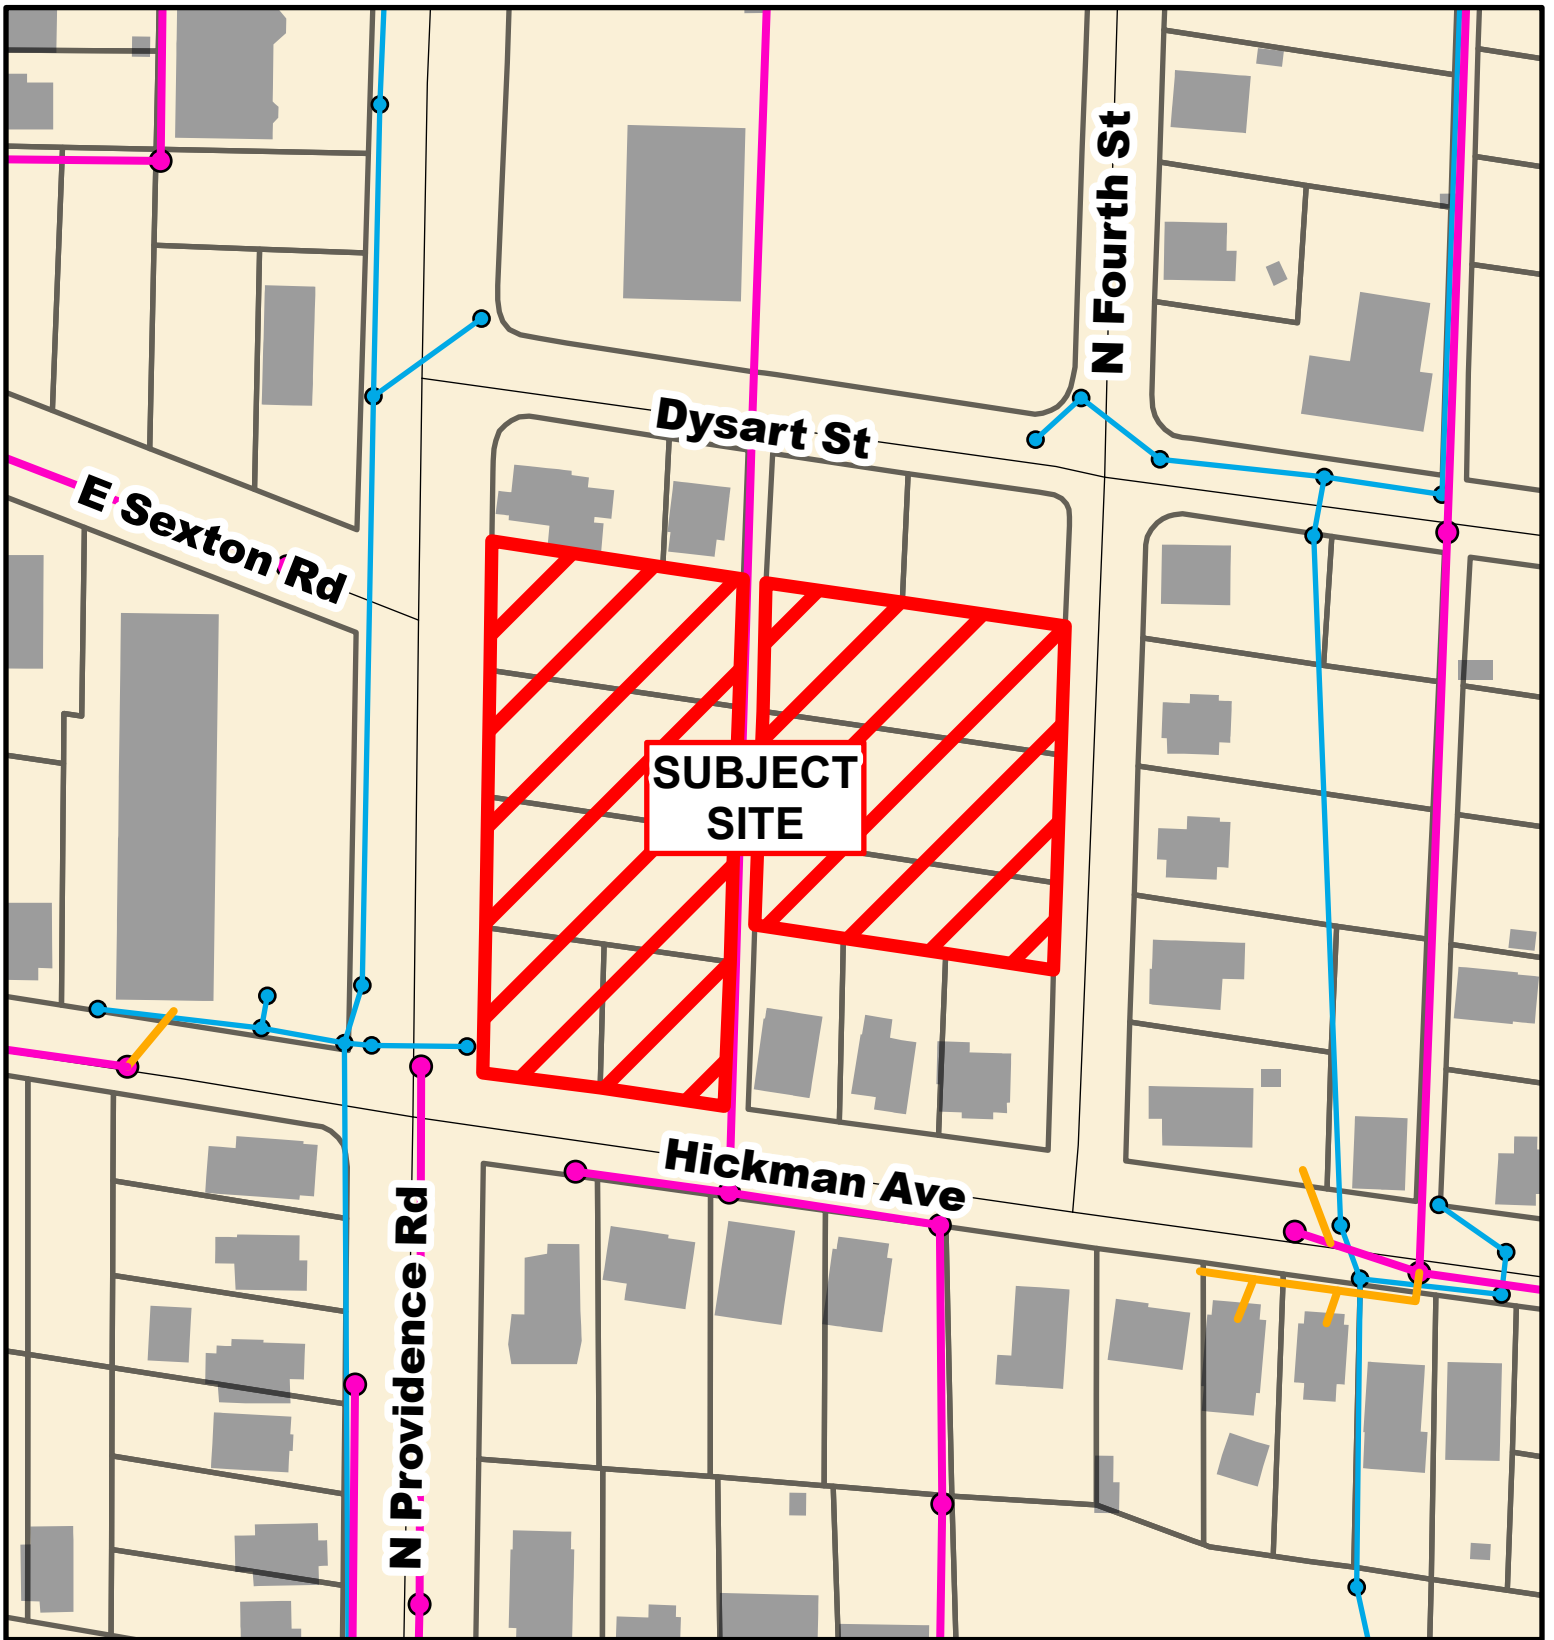 N Fourth St
Dysart St
E Sexton Rd
SUBJECT
SITE
Hickman Ave
N Providence Rd